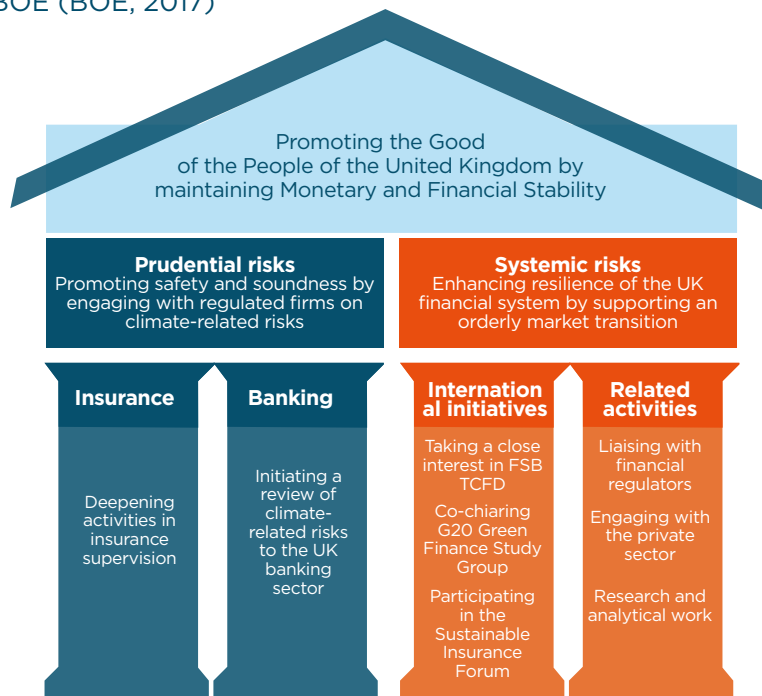 BOE (BOE, 2017)
Promoting the Good
of the People of the United Kingdom by
maintaining Monetary and Financial Stability
Prudential risks
Promoting safety and soundness by
engaging with regulated firms on
climate-related risks
Systemic risks
Enhancing resilience of the UK
financial system by supporting an
orderly market transition
Insurance
Deepening
activities in
insurance
supervision
Banking
Initiating a
review of
climate-
related risks
to the UK
banking
sector
Internation
al initiatives
Taking a close
interest in FSB
TCFD
Co-chiaring
G20 Green
Finance Study
Group
Participating
in the
Sustainable
Insurance
Forum
Related
activities
Liaising with
financial
regulators
Engaging with
the private
sector
Research and
analytical work